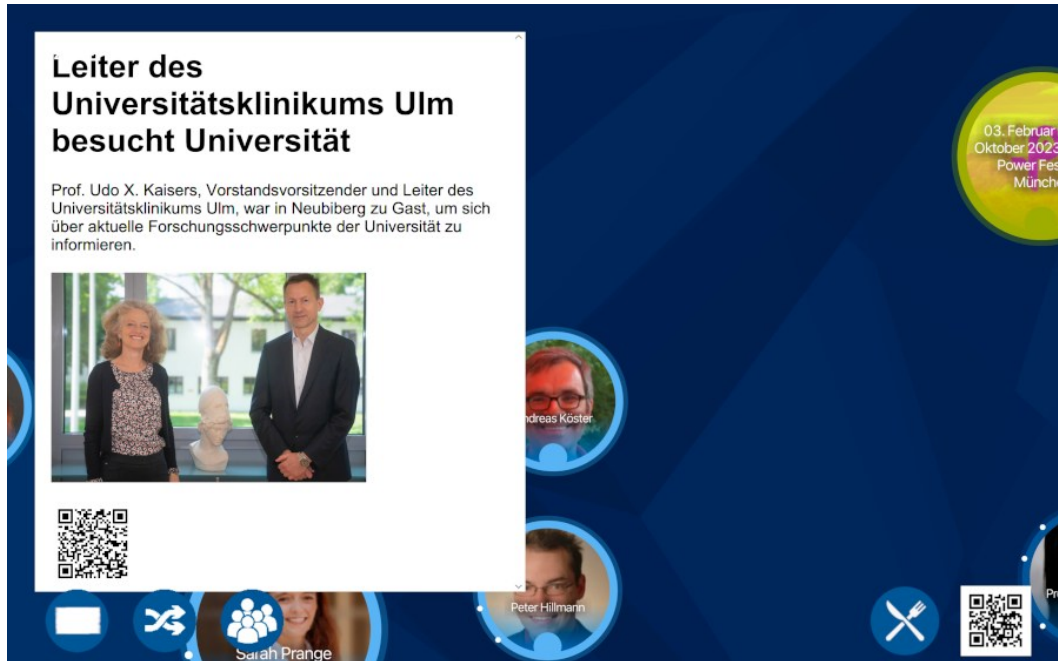 Leiter des
Universitätsklinikums Ulm
besucht Universität
Prof. Udo X. Kaisers, Vorstandsvorsitzender und Leiter des
Universitätsklinikums Ulm, war in Neubiberg zu Gast, um sich
über aktuelle Forschungsschwerpunkte der Universität zu
informieren.
03. Februar
Oktober 2023
Power Fes
Münche
ndreas Köster
Peter Hillmann
Sarah Prange
Pr